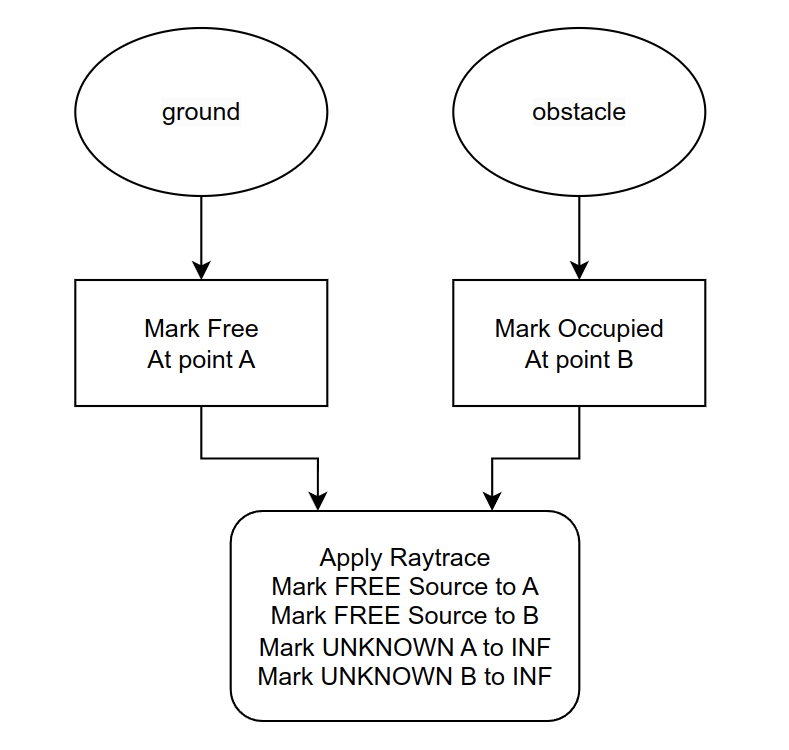 ground
obstacle
Mark Free
At point A
Mark Occupied
At point B
Apply Raytrace
Mark FREE Source to A
Mark FREE Source to B
Mark UNKNOWN A to INF
Mark UNKNOWN B to INF